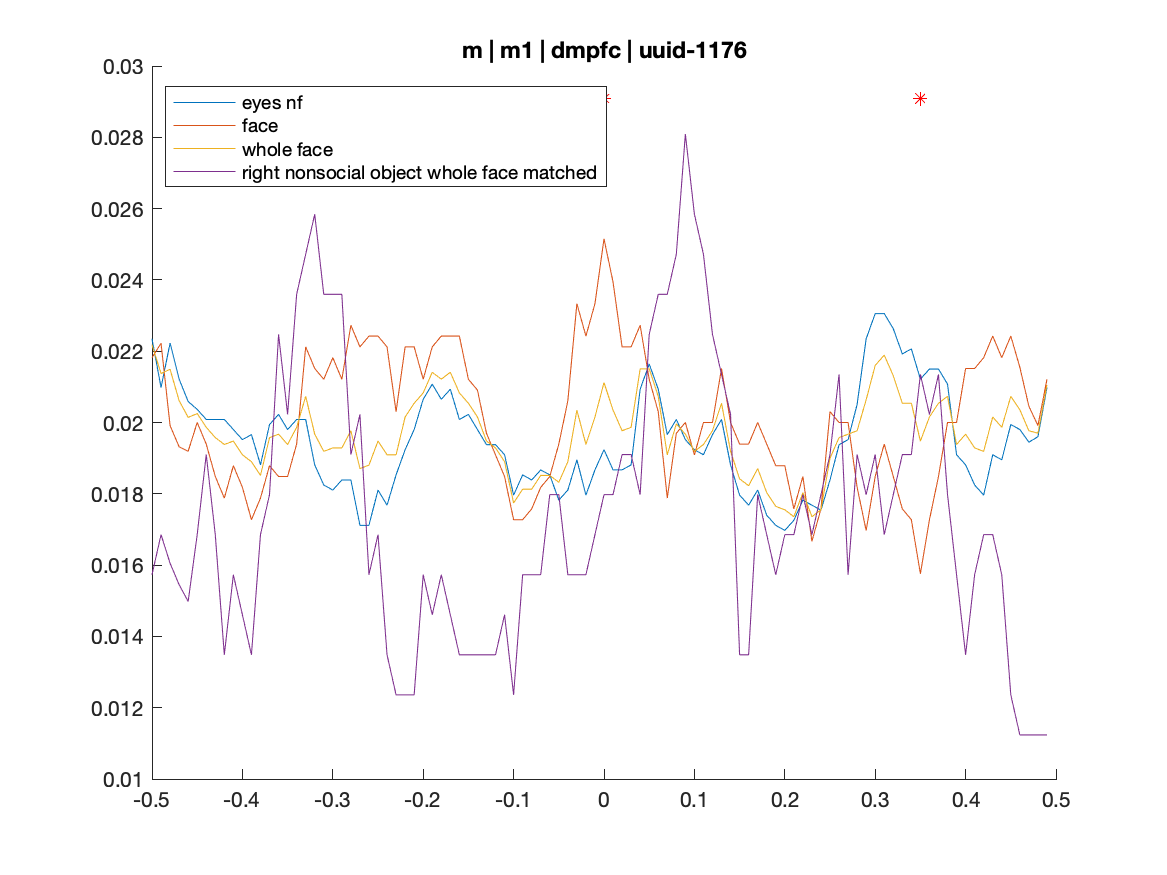 m | m1 | dmpfc | uuid-1176
0.03
eyes nf
face
whole face
right nonsocial object whole face matched
0.028
0.026
0.024
0.022
0.02
0.018
0.016
0.014
0.012
0.01
-0.5 -0.4 -0.3 -0.2 -0.1 0 0.1 0.2 0.3 0.4 0.5